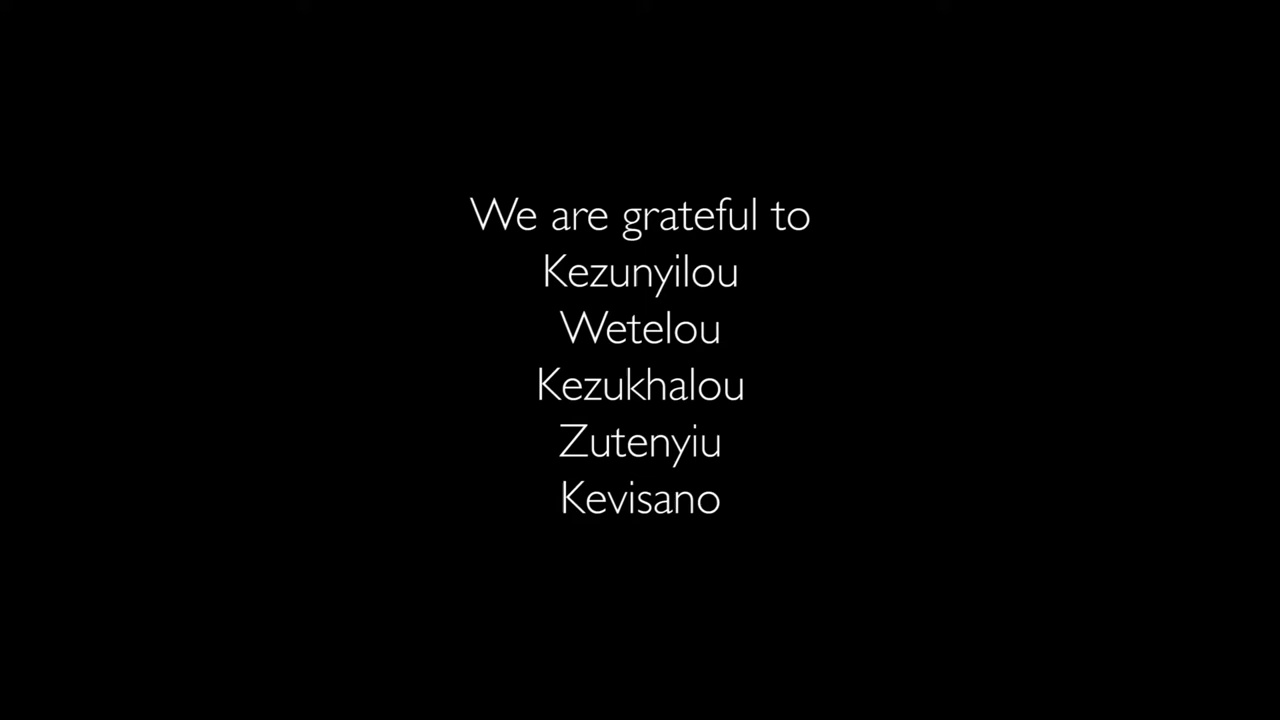 We are grateful to
Kezunyilou
Wetelou
Kezukhalou
Zutenyiu
Kevisano